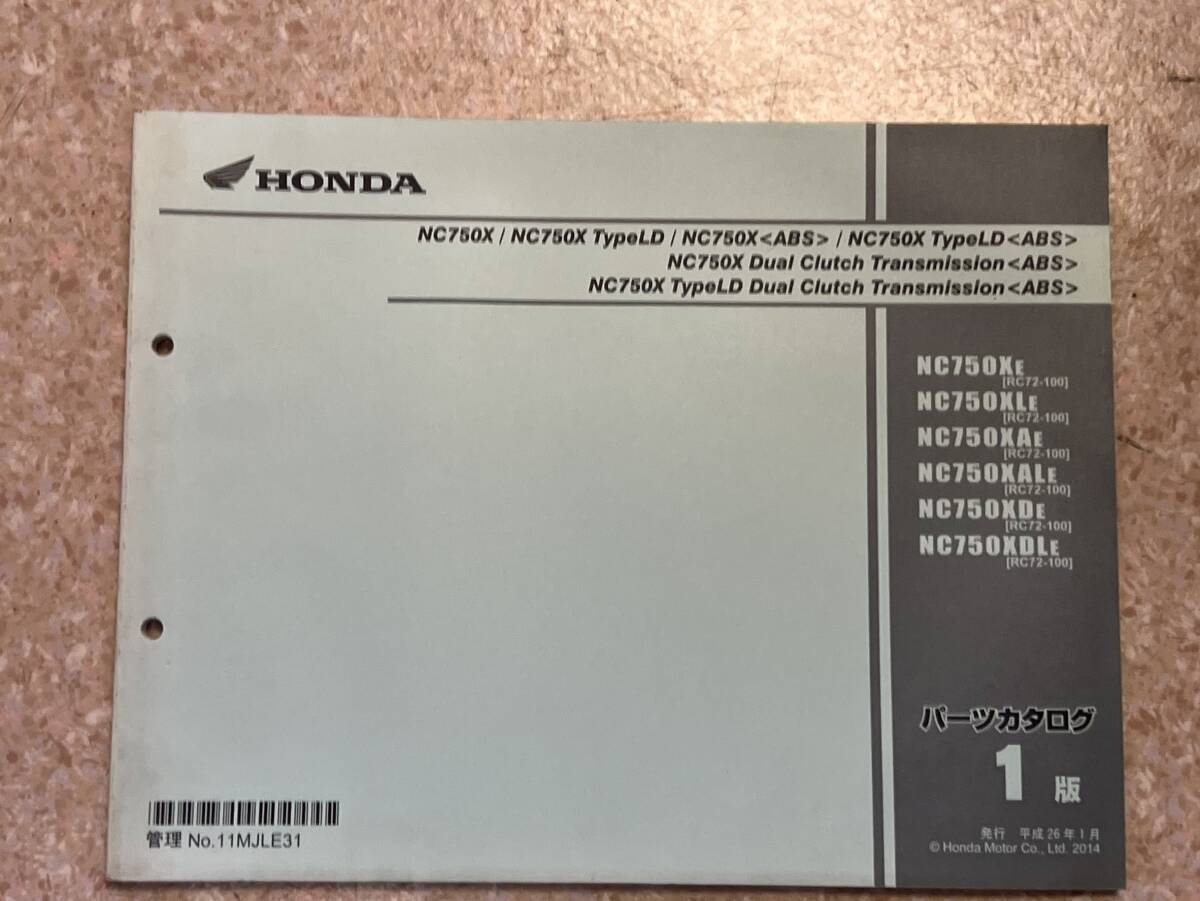 HONDA
NC750X / NC750X TypeLD / NC750X<ABS> / NC750X TypeLD<ABS>
NC750X Dual Clutch Transmission<ABS>
NC750X TypeLD Dual Clutch Transmission<ABS>
NC750XE
[RC72-100]
NC750XLE
[RC72-100]
NC750XAE
[RC72-100]
NC750XALE
[RC72-100]
NC750XDE
[RC72-100]
NC750XDLE
[RC72-100]
パーツカタログ
1 版
発行 平成26年1月
© Honda Motor Co., Ltd. 2014
管理 No.11MJLE31